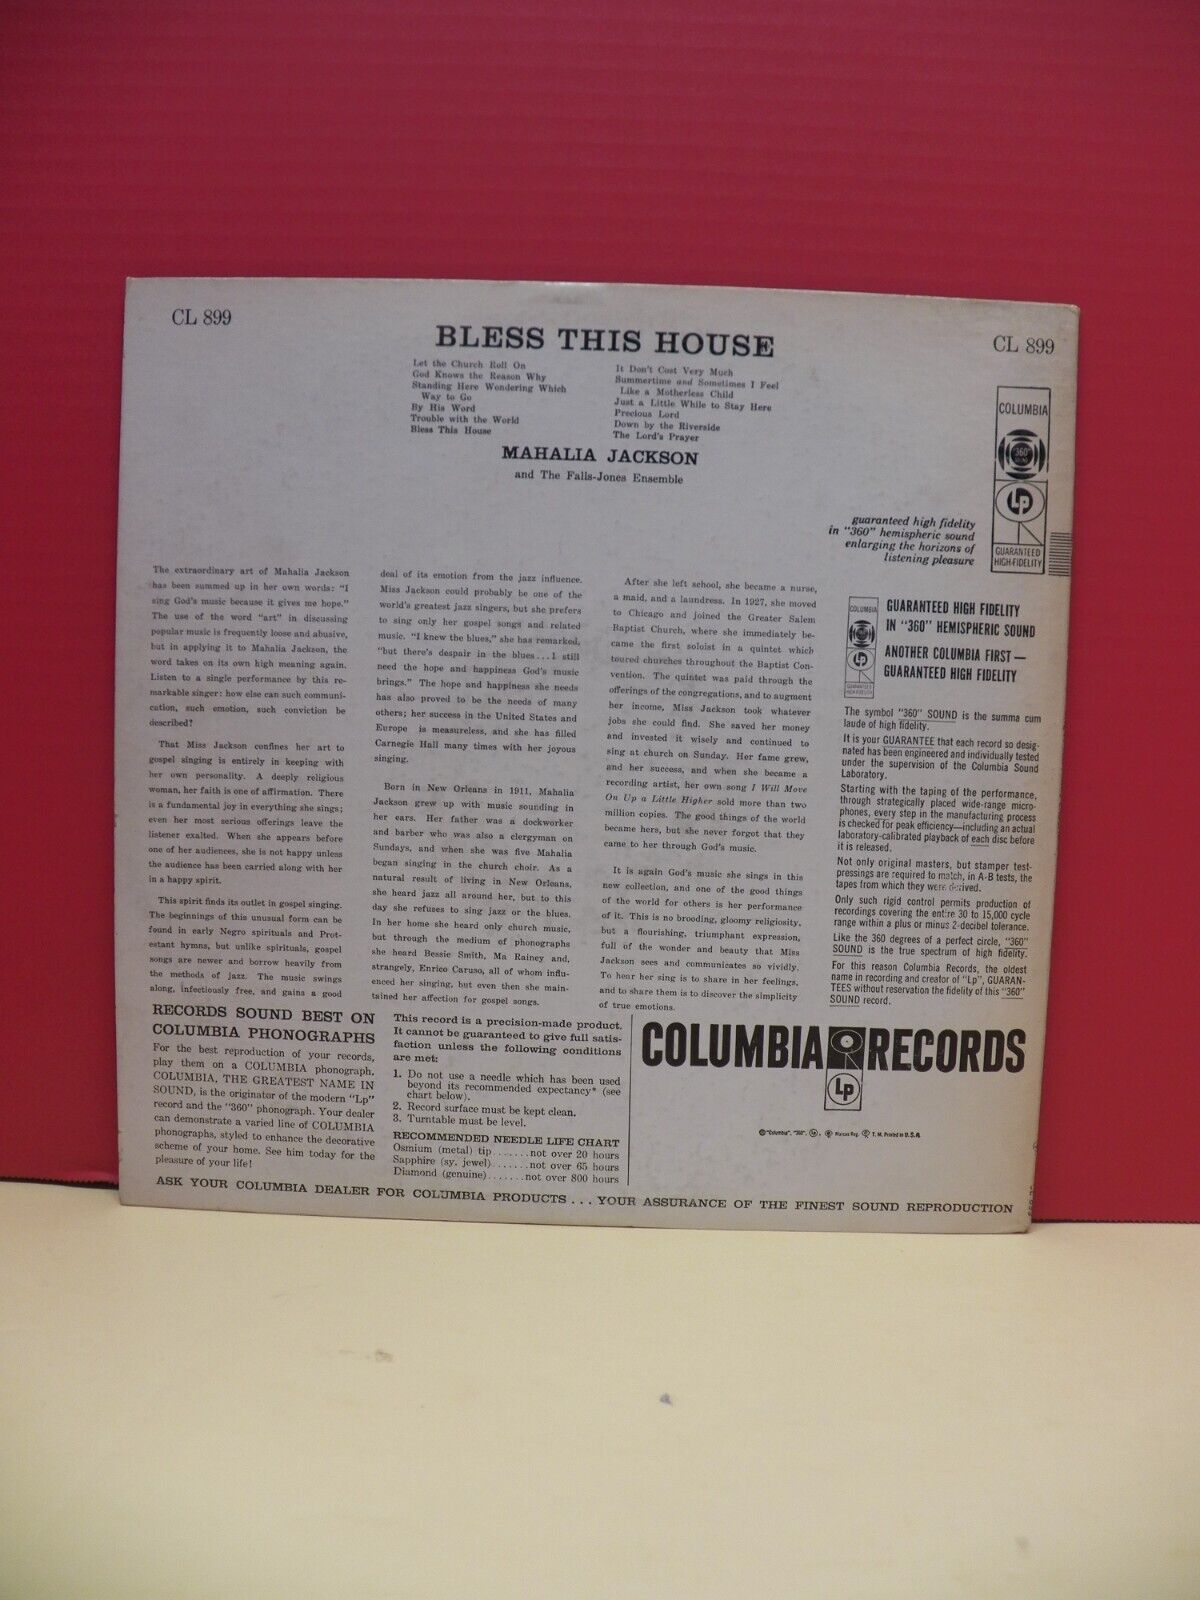 CL 899
BLESS THIS HOUSE
CL 899
Let the Church Roll On
God Knows the Reason Why
Standing Here Wondering Which
Way to Go
By His Word
Trouble with the World
Bless This House
It Don't Cost Very Much
Summertime and Sometimes I Feel
Like a Motherless Child
Just a Little While to Stay Here
Precious Lord
Down by the Riverside
The Lord's Prayer
MAHALIA JACKSON
and The Falls-Jones Ensemble
COLUMBIA
360
Lp
GUARANTEED
HIGH-FIDELITY
guaranteed high fidelity
in "360" hemispheric sound
enlarging the horizons of
listening pleasure
The extraordinary art of Mahalia Jackson
has been summed up in her own words: "I
sing God's music because it gives me hope."
The use of the word "art" in discussing
popular music is frequently loose and abusive,
but in applying it to Mahalia Jackson, the
word takes on its own high meaning again.
Listen to a single performance by this re-
markable singer: how else can such communi-
cation, such emotion, such conviction be
described?
That Miss Jackson confines her art to
gospel singing is entirely in keeping with
her own personality. A deeply religious
woman, her faith is one of affirmation. There
is a fundamental joy in everything she sings;
even her most serious offerings leave the
listener exalted. When she appears before
one of her audiences, she is not happy unless
the audience has been carried along with her
in a happy spirit.
This spirit finds its outlet in gospel singing.
The beginnings of this unusual form can be
found in early Negro spirituals and Prot-
estant hymns, but unlike spirituals, gospel
songs are newer and borrow heavily from
the methods of jazz. The music swings
along, infectiously free, and gains a good
deal of its emotion from the jazz influence.
Miss Jackson could probably be one of the
world's greatest jazz singers, but she prefers
to sing only her gospel songs and related
music. "I knew the blues," she has remarked,
"but there's despair in the blues...I still
need the hope and happiness God's music
brings." The hope and happiness she needs
has also proved to be the needs of many
others; her success in the United States and
Europe is measureless, and she has filled
Carnegie Hall many times with her joyous
singing.
Born in New Orleans in 1911, Mahalia
Jackson grew up with music sounding in
her ears. Her father was a dockworker
and barber who was also a clergyman on
Sundays, and when she was five Mahalia
began singing in the church choir. As a
natural result of living in New Orleans,
she heard jazz all around her, but to this
day she refuses to sing jazz or the blues.
In her home she heard only church music,
but through the medium of phonographs
she heard Bessie Smith, Ma Rainey and,
strangely, Enrico Caruso, all of whom influ-
enced her singing, but even then she main-
tained her affection for gospel songs.
After she left school, she became a nurse,
a maid, and a laundress. In 1927, she moved
to Chicago and joined the Greater Salem
Baptist Church, where she immediately be-
came the first soloist in a quintet which
toured churches throughout the Baptist Con-
vention. The quintet was paid through the
offerings of the congregations, and to augment
her income, Miss Jackson took whatever
jobs she could find. She saved her money
and invested it wisely and continued to
sing at church on Sunday. Her fame grew,
and her success, and when she became a
recording artist, her own song I Will Move
On Up a Little Higher sold more than two
million copies. The good things of the world
became hers, but she never forgot that they
came to her through God's music.
It is again God's music she sings in this
new collection, and one of the good things
of the world for others is her performance
of it. This is no brooding, gloomy religiosity,
but a flourishing, triumphant expression,
full of the wonder and beauty that Miss
Jackson sees and communicates so vividly.
To hear her sing is to share in her feelings,
and to share them is to discover the simplicity
of true emotions.
COLUMBIA
Lp
GUARANTEED
HIGH-FIDELITY
GUARANTEED HIGH FIDELITY
IN "360" HEMISPHERIC SOUND
ANOTHER COLUMBIA FIRST—
GUARANTEED HIGH FIDELITY
The symbol "360" SOUND is the summa cum
laude of high fidelity.
It is your GUARANTEE that each record so desig-
nated has been engineered and individually tested
under the supervision of the Columbia Sound
Laboratory.
Starting with the taping of the performance,
through strategically placed wide-range micro-
phones, every step in the manufacturing process
is checked for peak efficiency—including an actual
laboratory-calibrated playback of each disc before
it is released.
Not only original masters, but stamper test-
pressings are required to match, in A-B tests, the
tapes from which they were derived.
Only such rigid control permits production of
recordings covering the entire 30 to 15,000 cycle
range within a plus or minus 2-decibel tolerance.
Like the 360 degrees of a perfect circle, "360"
SOUND is the true spectrum of high fidelity.
For this reason Columbia Records, the oldest
name in recording and creator of "Lp", GUARAN-
TEES without reservation the fidelity of this "360"
SOUND record.
RECORDS SOUND BEST ON
COLUMBIA PHONOGRAPHS
For the best reproduction of your records,
play them on a COLUMBIA phonograph.
COLUMBIA, THE GREATEST NAME IN
SOUND, is the originator of the modern "Lp"
record and the "360" phonograph. Your dealer
can demonstrate a varied line of COLUMBIA
phonographs, styled to enhance the decorative
scheme of your home. See him today for the
pleasure of your life!
This record is a precision-made product.
It cannot be guaranteed to give full satis-
faction unless the following conditions
are met:
1. Do not use a needle which has been used
beyond its recommended expectancy* (see
chart below).
2. Record surface must be kept clean.
3. Turntable must be level.
RECOMMENDED NEEDLE LIFE CHART
Osmium (metal) tip.......not over 20 hours
Sapphire (sy. jewel).......not over 65 hours
Diamond (genuine).......not over 800 hours
COLUMBIA RECORDS
Lp
"Columbia", "360", Marcas Reg. T. M. Printed in U.S.A.
ASK YOUR COLUMBIA DEALER FOR COLUMBIA PRODUCTS . . . YOUR ASSURANCE OF THE FINEST SOUND REPRODUCTION